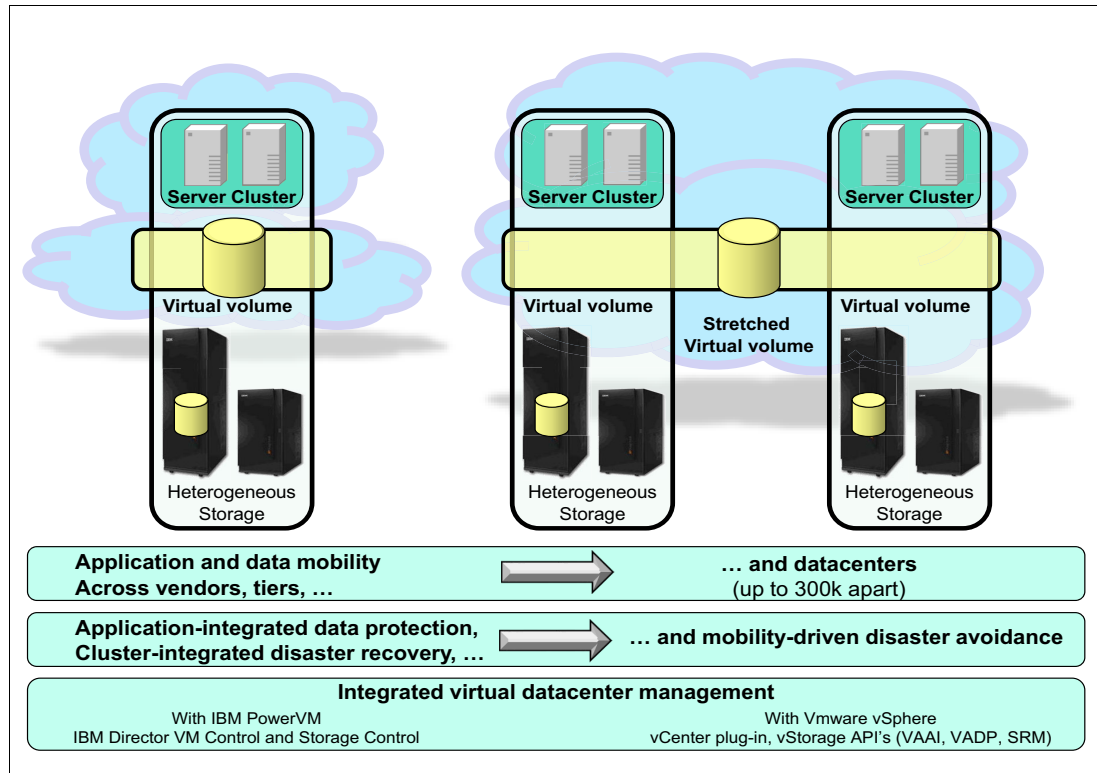 Server Cluster
Server Cluster
Server Cluster
Virtual volume
Virtual volume
Virtual volume
Stretched
Virtual volume
Heterogeneous
Storage
Heterogeneous
Storage
Heterogeneous
Storage
Application and data mobility
Across vendors, tiers, …
… and datacenters
(up to 300k apart)
Application-integrated data protection,
Cluster-integrated disaster recovery, …
… and mobility-driven disaster avoidance
Integrated virtual datacenter management
With IBM PowerVM
IBM Director VM Control and Storage Control
With Vmware vSphere
vCenter plug-in, vStorage API's (VAAI, VADP, SRM)